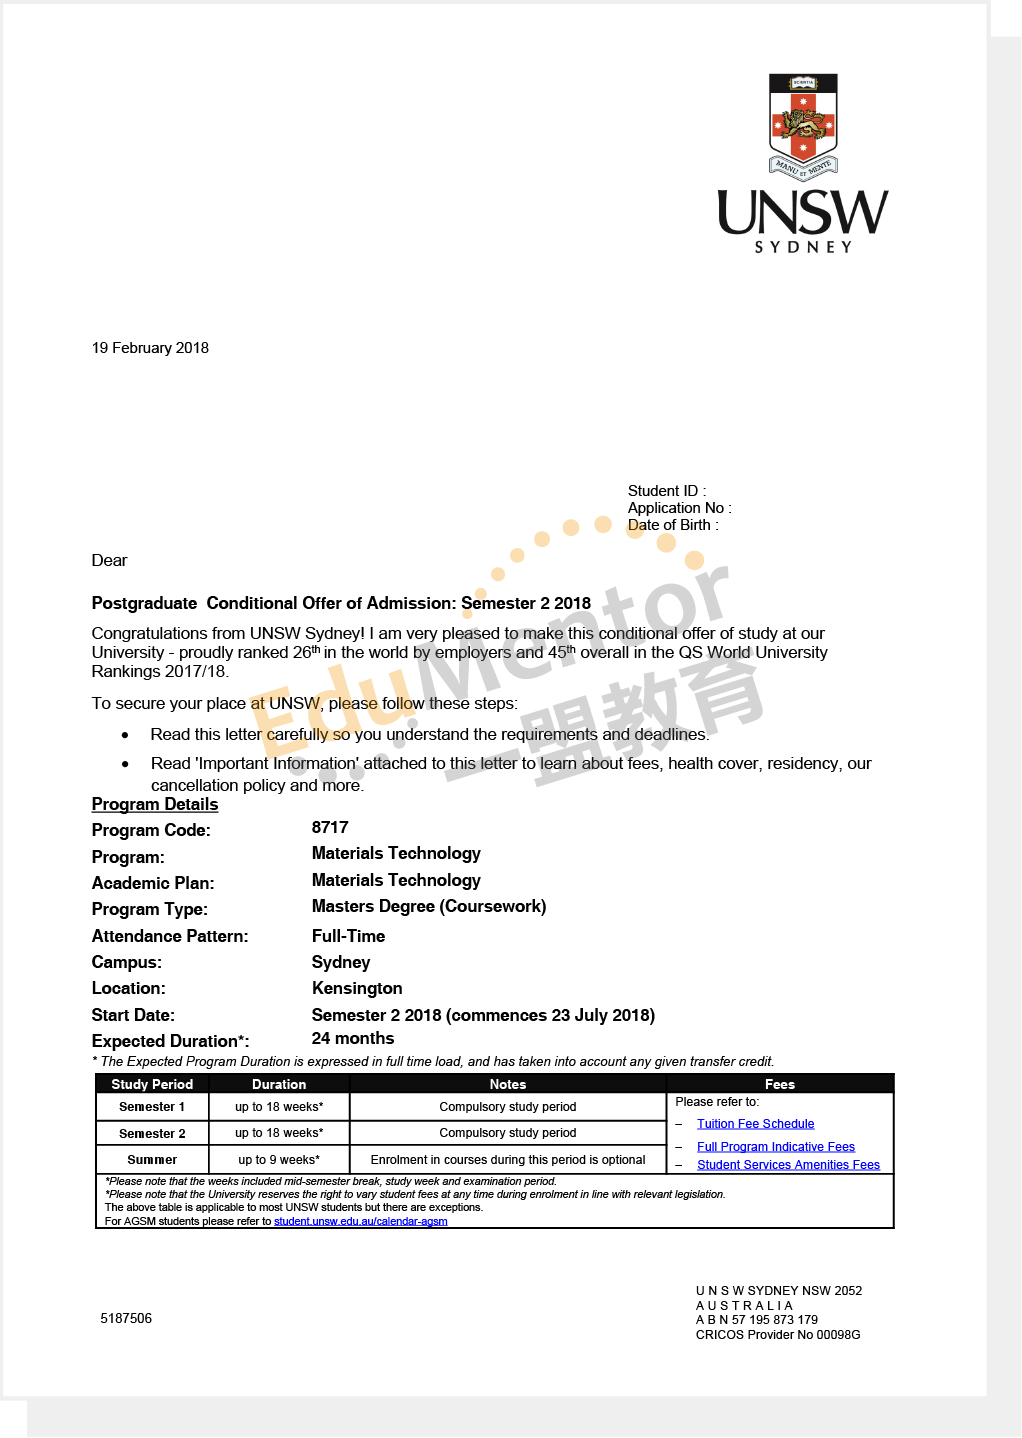 SCIENTIA
MANU ET MENTE
UNSW
SYDNEY
19 February 2018
Student ID :
Application No :
Date of Birth :
Dear
Postgraduate  Conditional Offer of Admission: Semester 2 2018
Congratulations from UNSW Sydney! I am very pleased to make this conditional offer of study at our
University - proudly ranked 26th in the world by employers and 45th overall in the QS World University
Rankings 2017/18.
To secure your place at UNSW, please follow these steps:
• Read this letter carefully so you understand the requirements and deadlines.
• Read 'Important Information' attached to this letter to learn about fees, health cover, residency, our
cancellation policy and more.
EduMentor
一盟教育
Program Details
Program Code: 8717
Program: Materials Technology
Academic Plan: Materials Technology
Program Type: Masters Degree (Coursework)
Attendance Pattern: Full-Time
Campus: Sydney
Location: Kensington
Start Date: Semester 2 2018 (commences 23 July 2018)
Expected Duration*: 24 months
* The Expected Program Duration is expressed in full time load, and has taken into account any given transfer credit.
Study Period Duration Notes Fees
Semester 1 up to 18 weeks* Compulsory study period Please refer to:
– Tuition Fee Schedule
Semester 2 up to 18 weeks* Compulsory study period
– Full Program Indicative Fees
Summer up to 9 weeks* Enrolment in courses during this period is optional
– Student Services Amenities Fees
*Please note that the weeks included mid-semester break, study week and examination period.
*Please note that the University reserves the right to vary student fees at any time during enrolment in line with relevant legislation.
The above table is applicable to most UNSW students but there are exceptions.
For AGSM students please refer to student.unsw.edu.au/calendar-agsm
5187506
U N S W SYDNEY NSW 2052
A U S T R A L I A
A B N 57 195 873 179
CRICOS Provider No 00098G